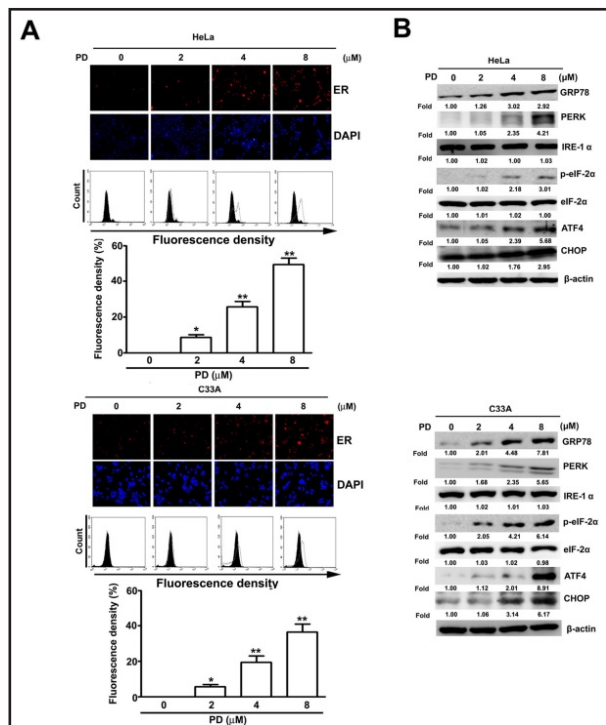 A
HeLa
PD 0 2 4 8 (μM)
ER
DAPI
Count
Fluorescence density
Fluorescence density (%)
60
40
20
0
* ** **
0 2 4 8
PD (μM)
C33A
PD 0 2 4 8 (μM)
ER
DAPI
Count
Fluorescence density
Fluorescence density (%)
60
40
20
0
* ** **
0 2 4 8
PD (μM)
B
HeLa
PD 0 2 4 8 (μM)
GRP78
Fold 1.00 1.26 3.02 2.92
PERK
Fold 1.00 1.05 2.35 4.21
IRE-1 α
Fold 1.00 1.02 1.00 1.03
p-eIF-2α
Fold 1.00 1.02 2.18 3.01
eIF-2α
Fold 1.00 1.01 1.02 1.00
ATF4
Fold 1.00 1.05 2.39 5.68
CHOP
Fold 1.00 1.02 1.76 2.95
β-actin
C33A
PD 0 2 4 8 (μM)
GRP78
Fold 1.00 2.01 4.48 7.81
PERK
Fold 1.00 1.68 2.35 5.65
IRE-1 α
1.00 1.02 1.01 1.03
p-eIF-2α
Fold 1.00 2.05 4.21 6.14
eIF-2α
Fold 1.00 1.03 1.02 0.98
ATF4
Fold 1.00 1.12 2.01 8.91
CHOP
Fold 1.00 1.06 3.14 6.17
β-actin